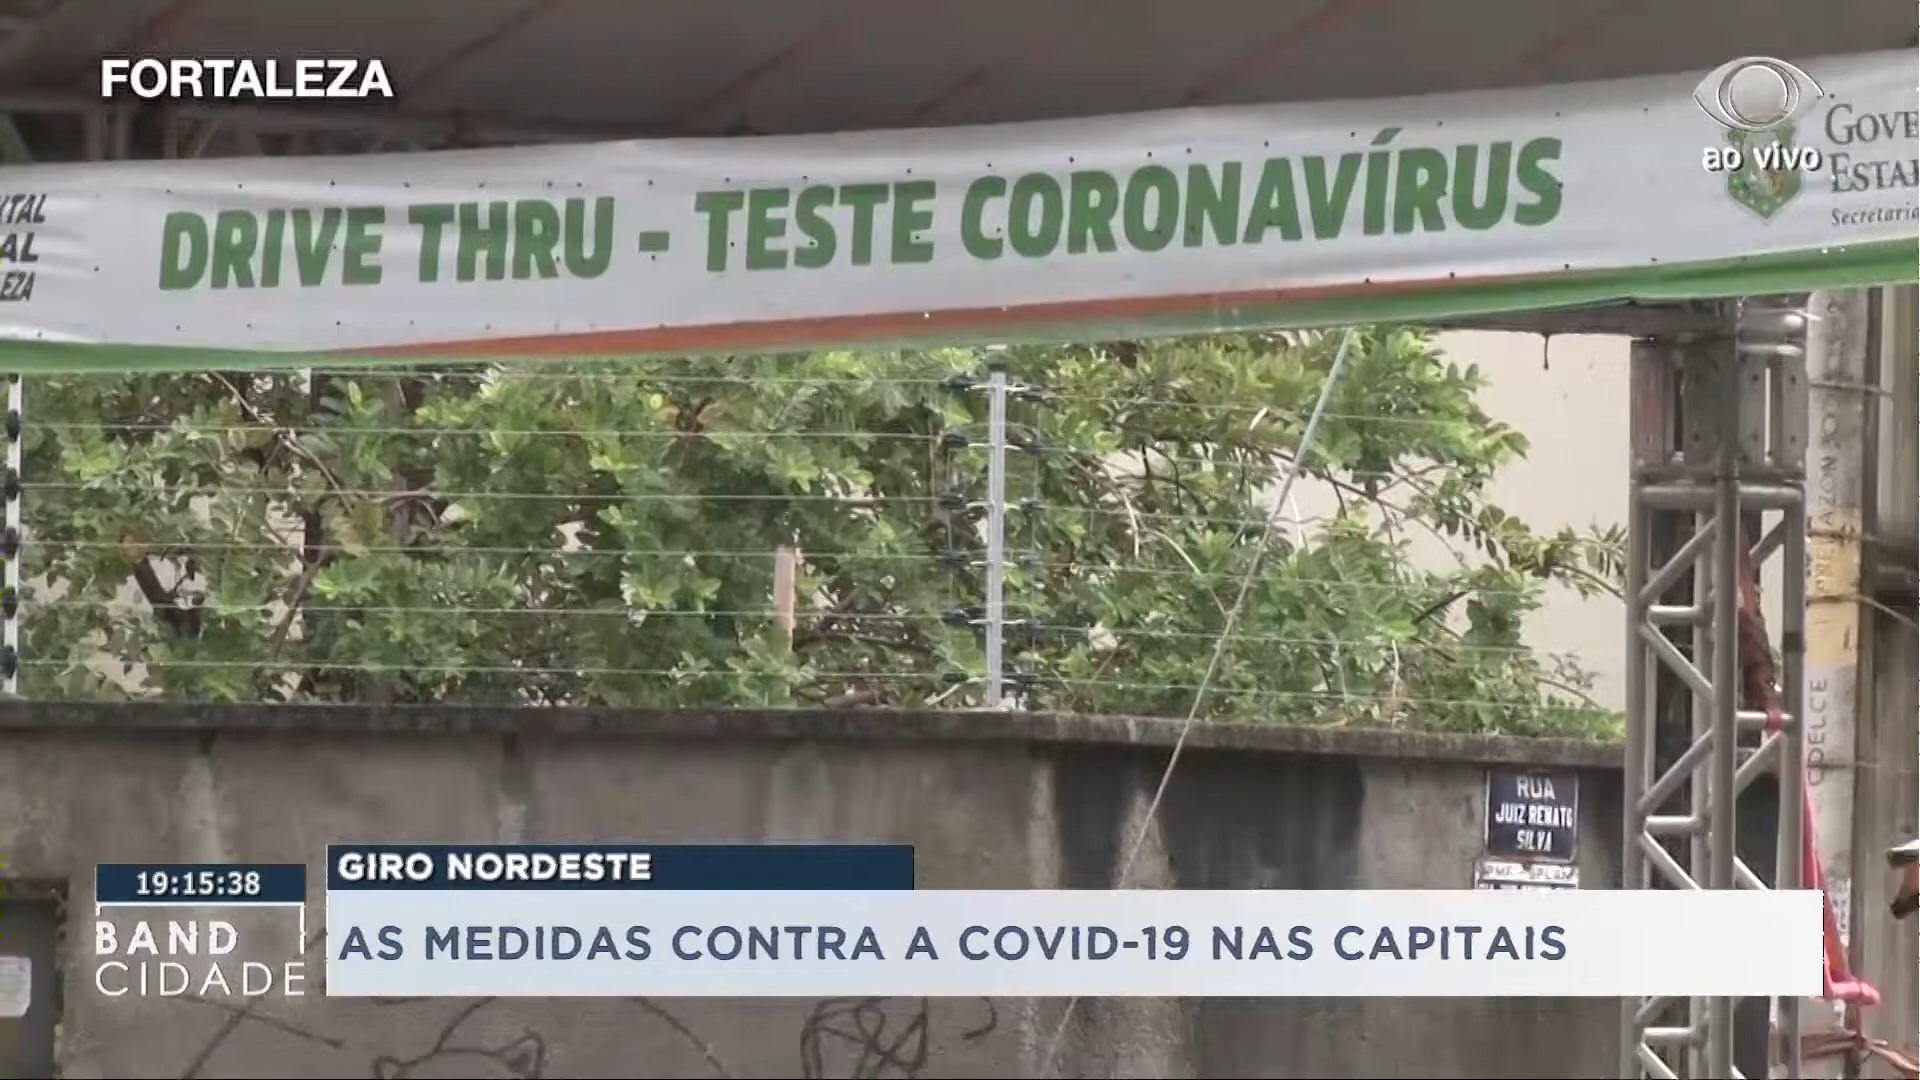 FORTALEZA
ao vivo
DRIVE THRU - TESTE CORONAVÍRUS
RUA
JUIZ RENATO
SILVA
COELCE
GIRO NORDESTE
19:15:38
BAND
CIDADE
AS MEDIDAS CONTRA A COVID-19 NAS CAPITAIS